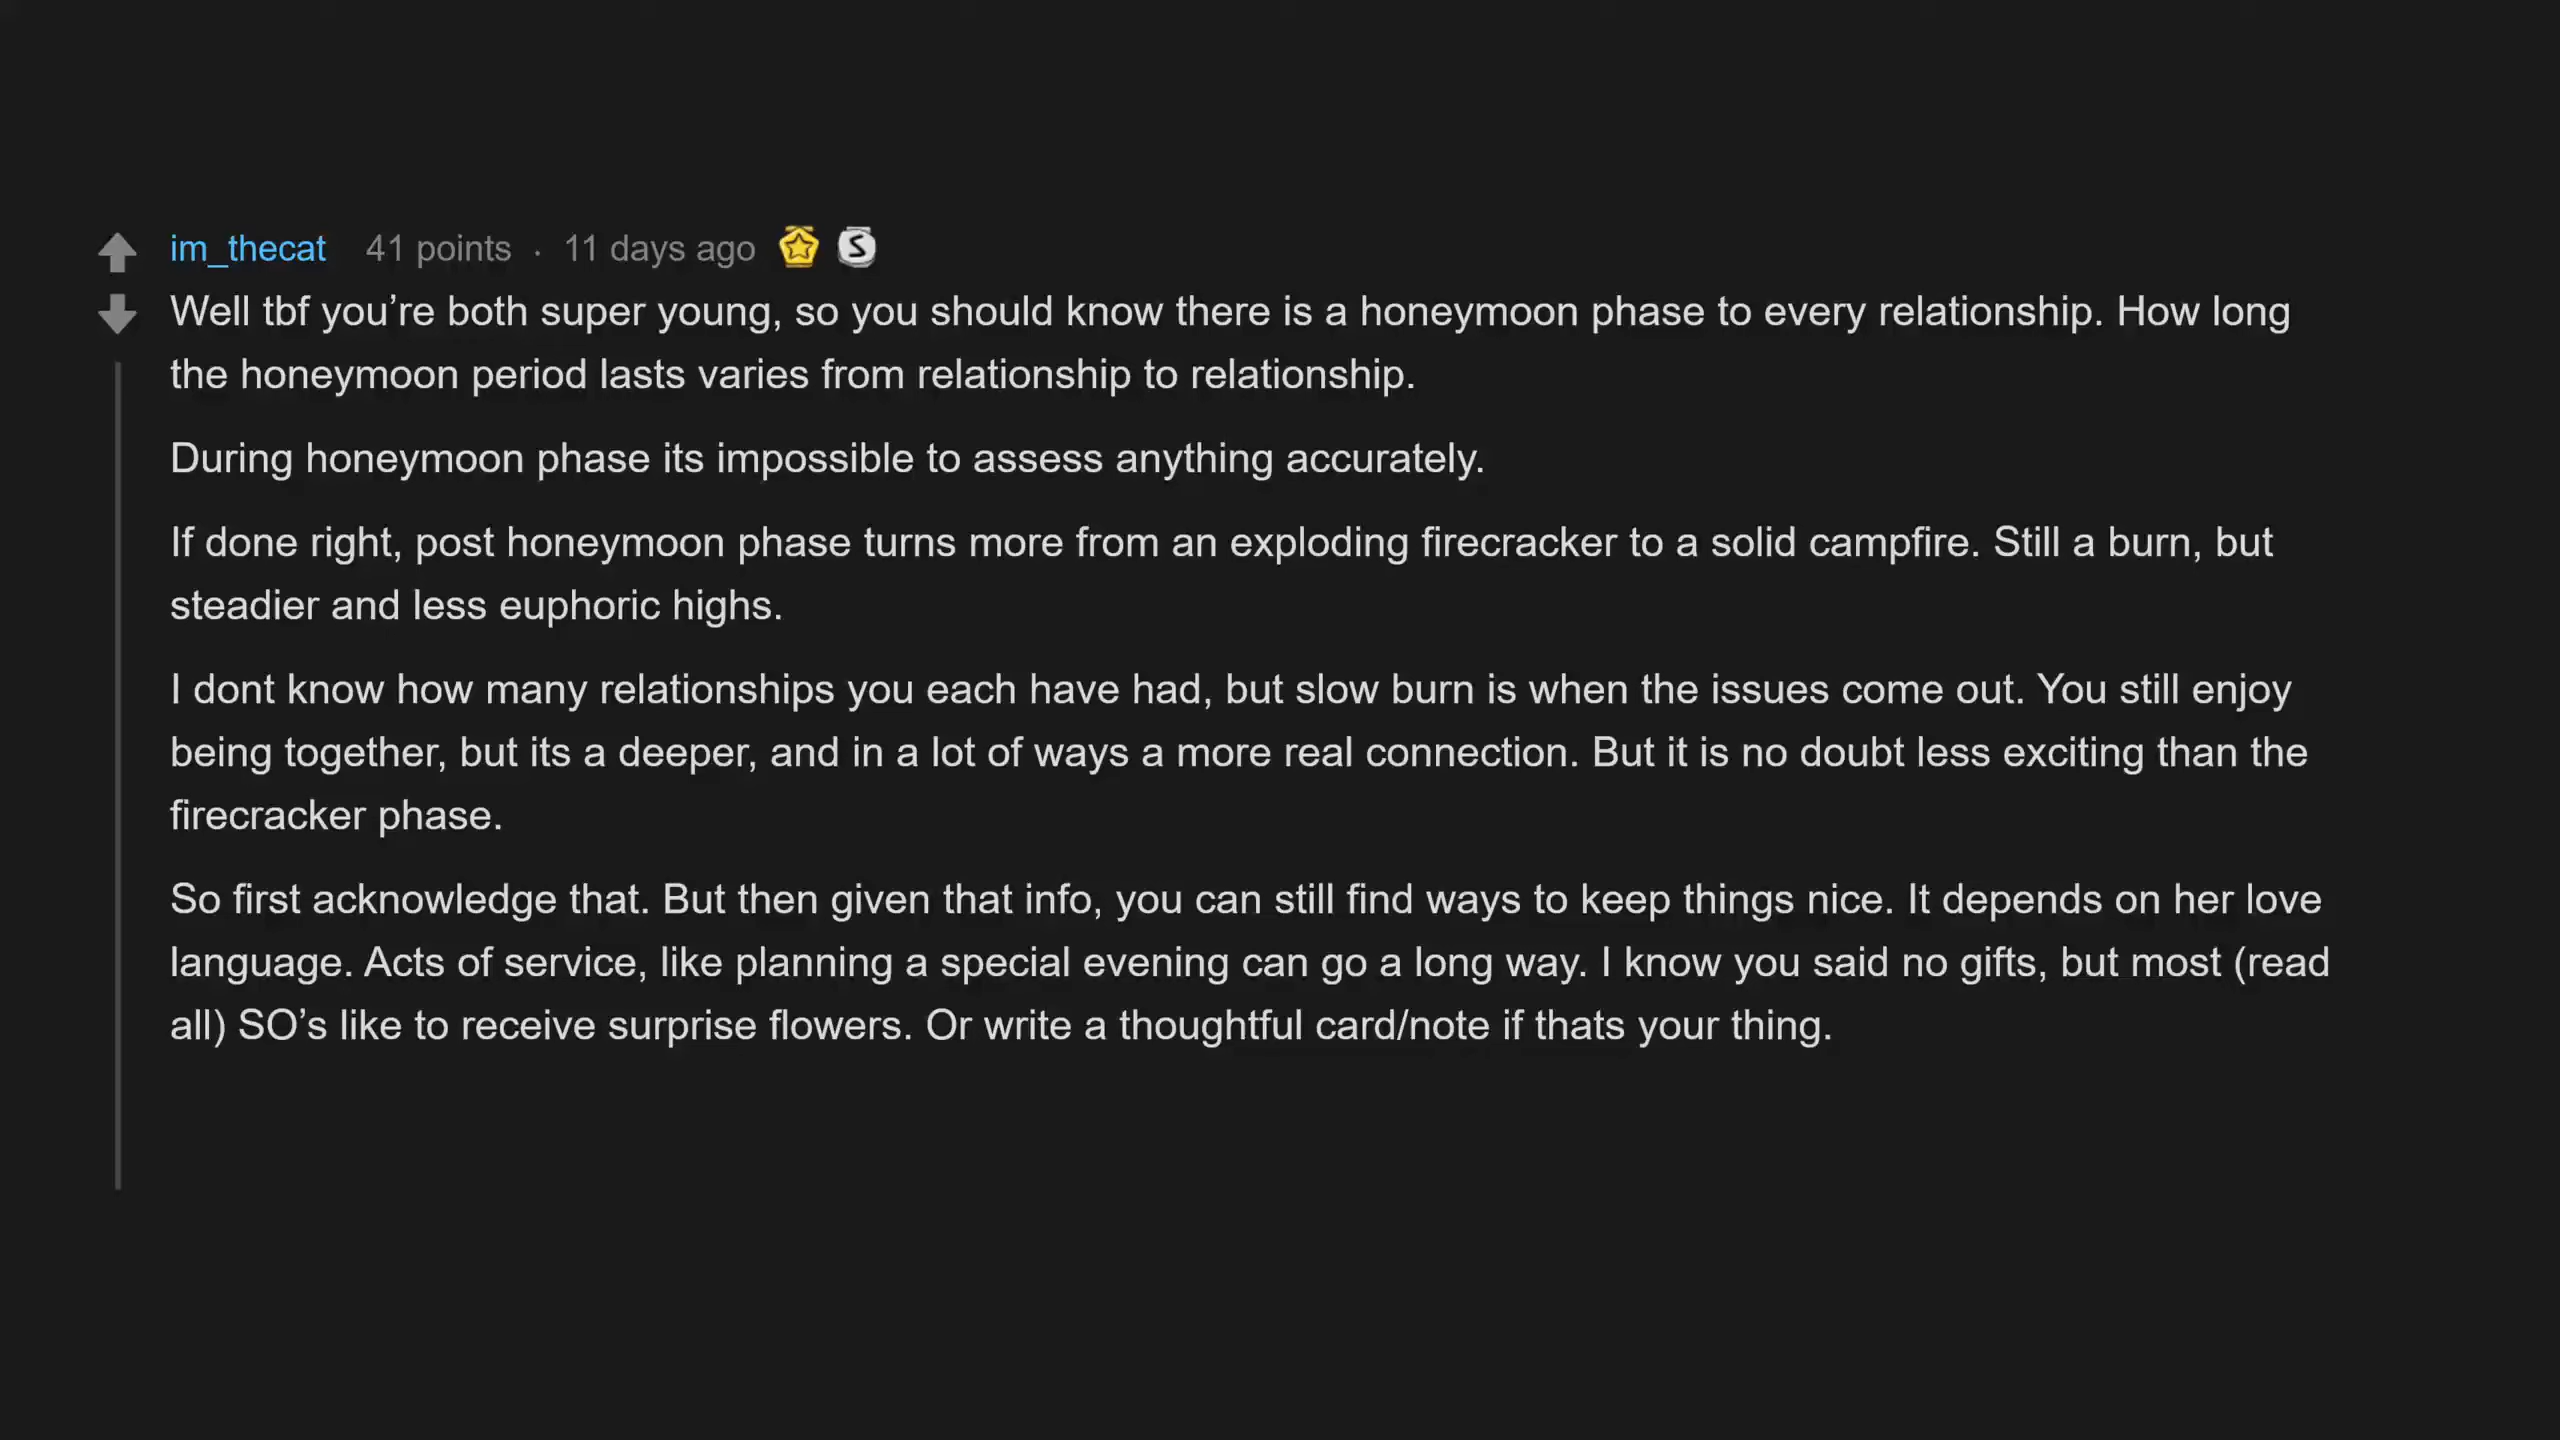 im_thecat 41 points · 11 days ago
Well tbf you’re both super young, so you should know there is a honeymoon phase to every relationship. How long
the honeymoon period lasts varies from relationship to relationship.
During honeymoon phase its impossible to assess anything accurately.
If done right, post honeymoon phase turns more from an exploding firecracker to a solid campfire. Still a burn, but
steadier and less euphoric highs.
I dont know how many relationships you each have had, but slow burn is when the issues come out. You still enjoy
being together, but its a deeper, and in a lot of ways a more real connection. But it is no doubt less exciting than the
firecracker phase.
So first acknowledge that. But then given that info, you can still find ways to keep things nice. It depends on her love
language. Acts of service, like planning a special evening can go a long way. I know you said no gifts, but most (read
all) SO’s like to receive surprise flowers. Or write a thoughtful card/note if thats your thing.